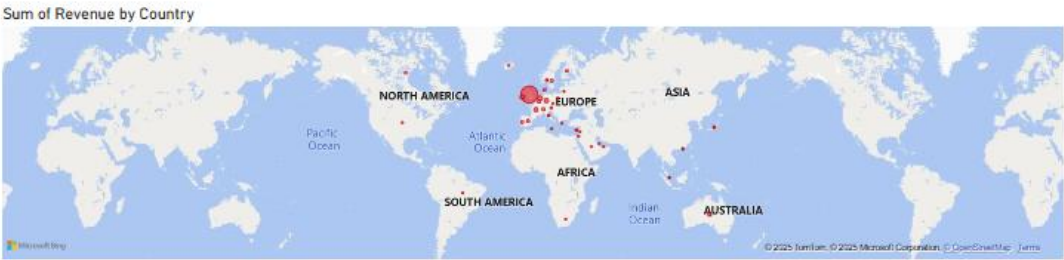 Sum of Revenue by Country
NORTH AMERICA
EUROPE
ASIA
Pacific
Ocean
Atlantic
Ocean
AFRICA
SOUTH AMERICA
Indian
Ocean
AUSTRALIA
Microsoft Bing
© 2025 TomTom, © 2025 Microsoft Corporation, © OpenStreetMap Terms